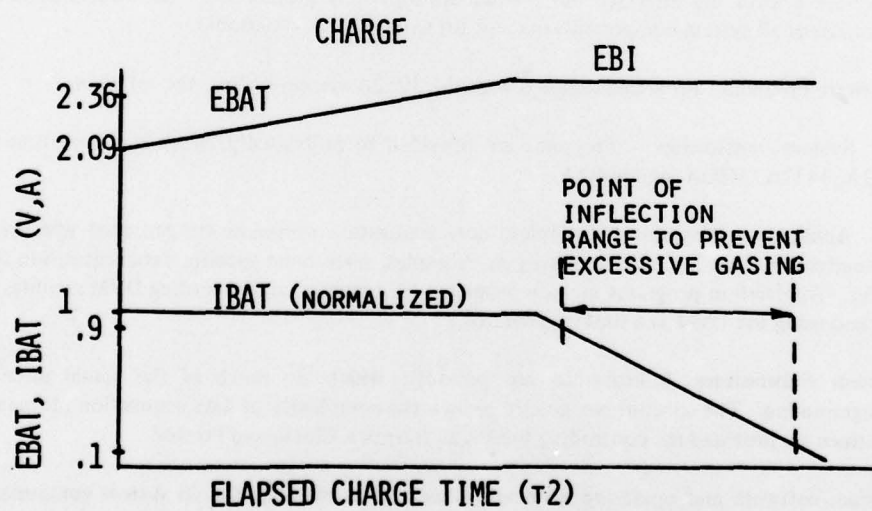 CHARGE
EBI
2.36
EBAT
2.09
POINT OF
INFLECTION
RANGE TO PREVENT
EXCESSIVE GASING
1
IBAT (NORMALIZED)
.9
.1
EBAT, IBAT (V,A)
ELAPSED CHARGE TIME (T2)